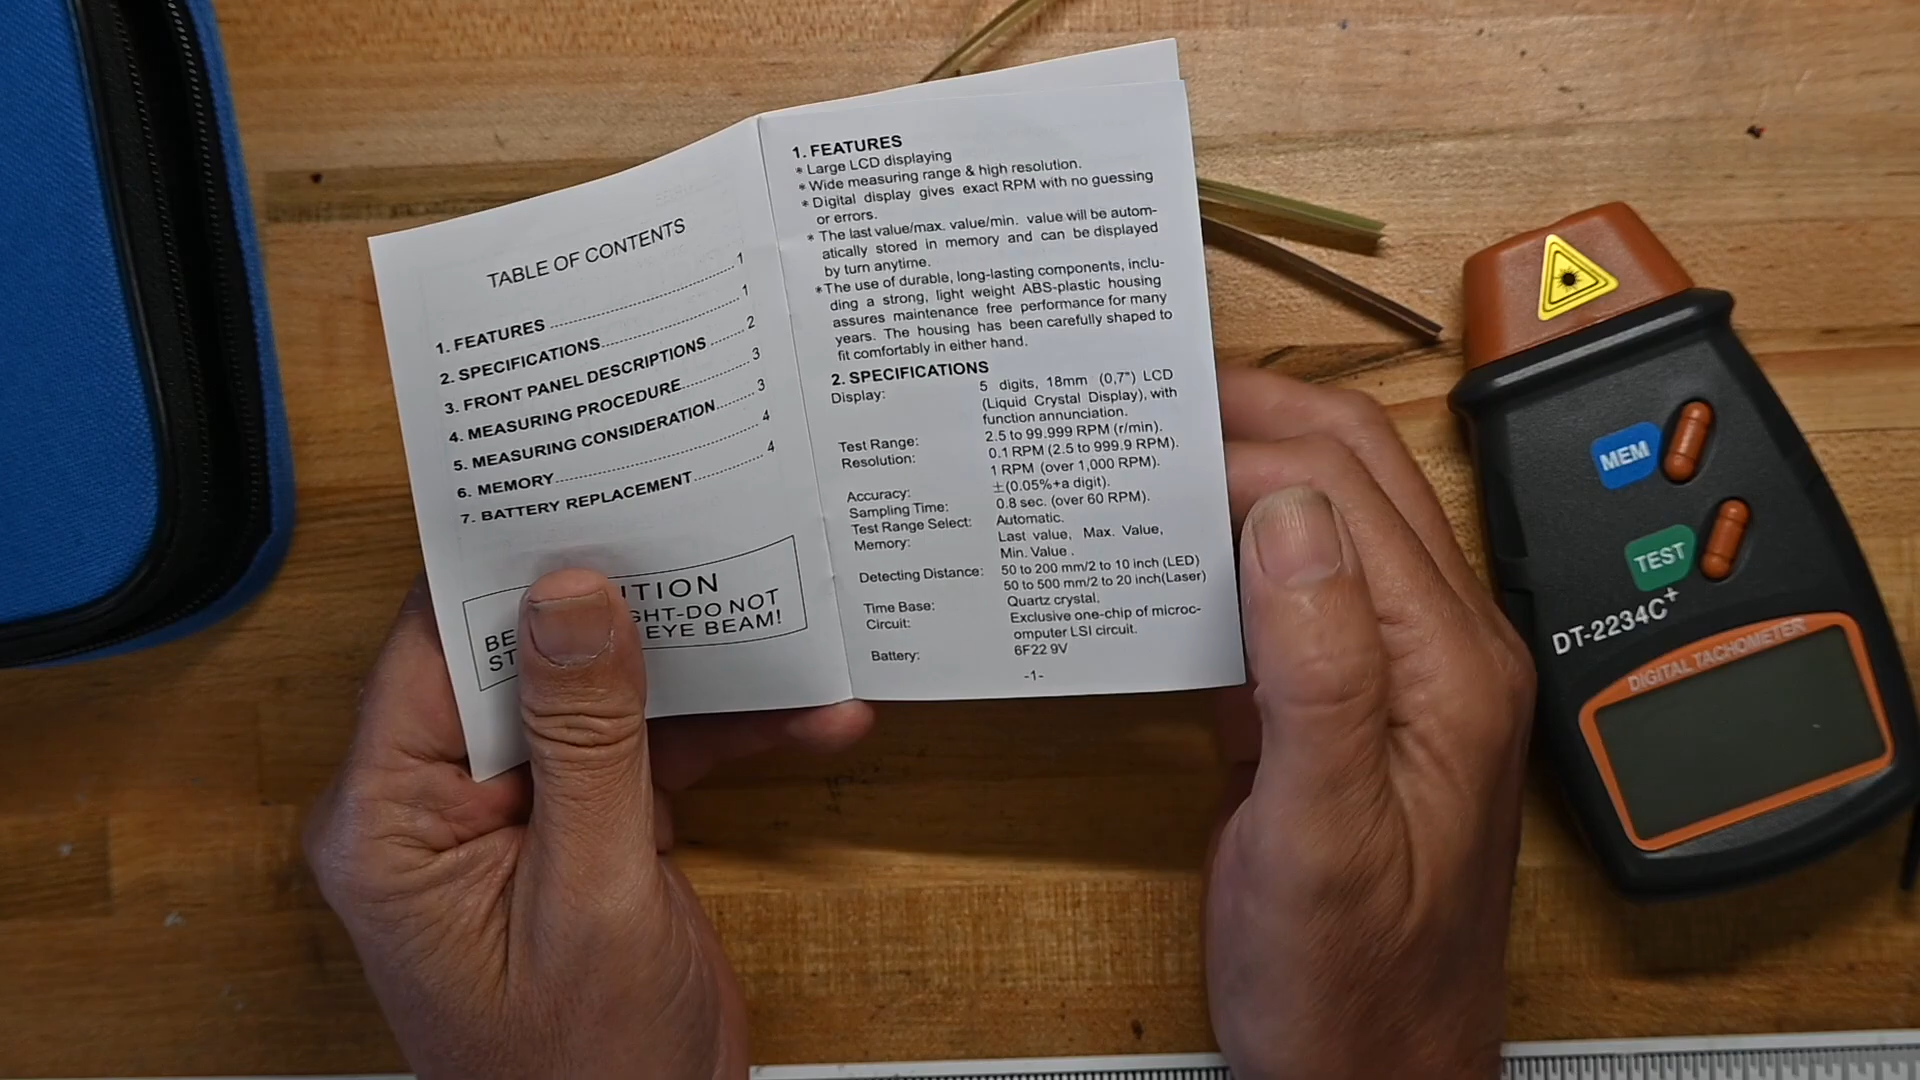 TABLE OF CONTENTS
1. FEATURES ........................................ 1
2. SPECIFICATIONS................................ 1
3. FRONT PANEL DESCRIPTIONS .......... 2
4. MEASURING PROCEDURE................. 3
5. MEASURING CONSIDERATION........... 3
6. MEMORY........................................... 4
7. BATTERY REPLACEMENT................ 4
EYE BEAM!
1. FEATURES
* Large LCD displaying
* Wide measuring range & high resolution.
* Digital display gives exact RPM with no guessing
or errors.
* The last value/max. value/min. value will be autom-
atically stored in memory and can be displayed
by turn anytime.
* The use of durable, long-lasting components, inclu-
ding a strong, light weight ABS-plastic housing
assures maintenance free performance for many
years. The housing has been carefully shaped to
fit comfortably in either hand.
2. SPECIFICATIONS
Display: 5 digits, 18mm (0,7") LCD
(Liquid Crystal Display), with
function annunciation.
Test Range: 2.5 to 99.999 RPM (r/min).
Resolution: 0.1 RPM (2.5 to 999.9 RPM).
1 RPM (over 1,000 RPM).
Accuracy: ±(0.05%+a digit).
Sampling Time: 0.8 sec. (over 60 RPM).
Test Range Select: Automatic.
Memory: Last value, Max. Value,
Min. Value .
Detecting Distance: 50 to 200 mm/2 to 10 inch (LED)
50 to 500 mm/2 to 20 inch(Laser)
Time Base: Quartz crystal,
Circuit: Exclusive one-chip of microc-
omputer LSI circuit.
Battery: 6F22 9V
-1-
MEM
TEST
DT-2234C+
DIGITAL TACHOMETER